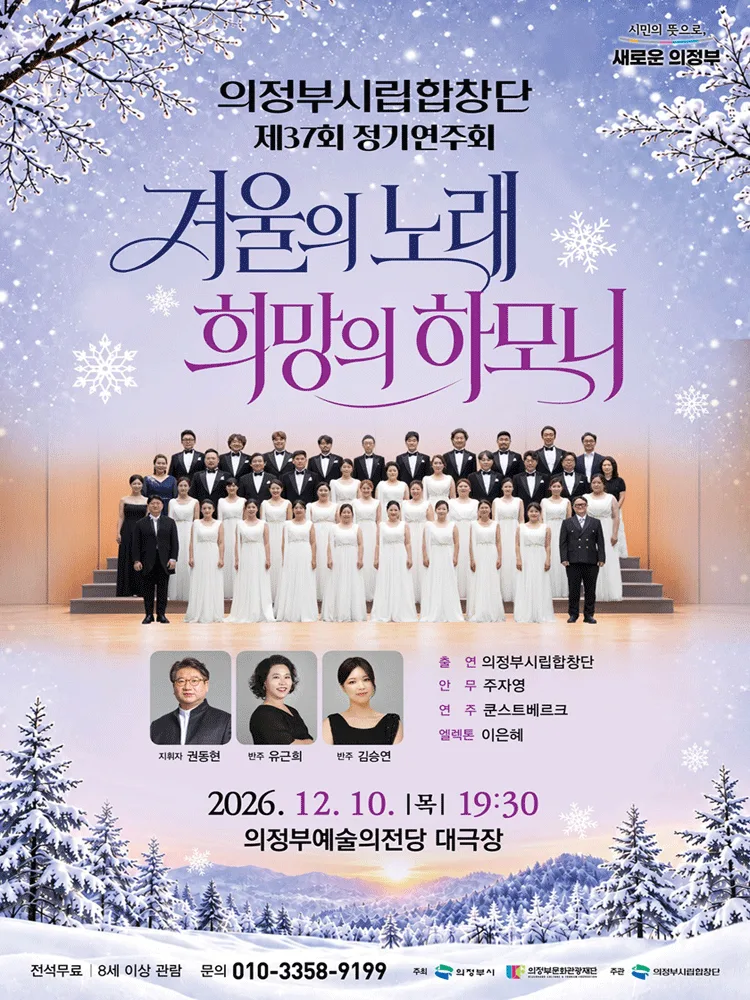 시민의 뜻으로,
새로운 의정부
의정부시립합창단
제37회 정기연주회
겨울의 노래
희망의 하모니
출 연 의정부시립합창단
안 무 주자영
연 주 쿤스트베르크
엘렉톤 이은혜
지휘자 권동현 반주 유근희 반주 김승연
2026. 12. 10. |목| 19:30
의정부예술의전당 대극장
전석무료 | 8세 이상 관람 문의 010-3358-9199 주최 의정부시 의정부문화관광재단 주관 의정부시립합창단